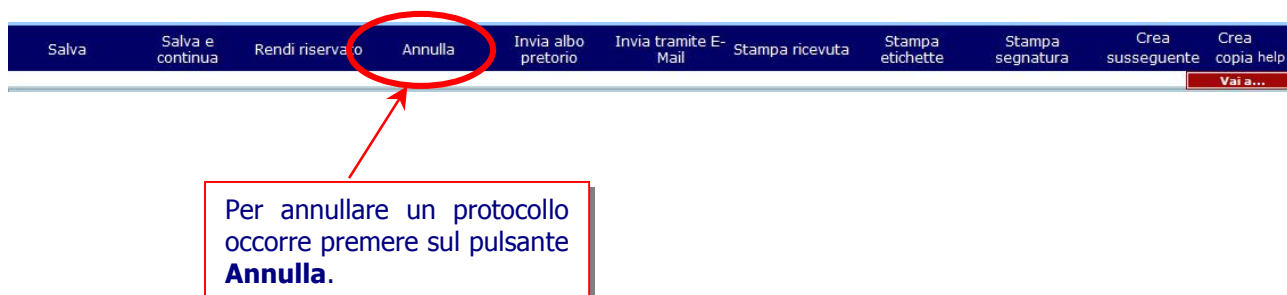 Salva
Salva e
continua
Rendi riservato
Annulla
Invia albo
pretorio
Invia tramite E-
Mail
Stampa ricevuta
Stampa
etichette
Stampa
segnatura
Crea
susseguente
Crea
copia help
Vai a...
Per annullare un protocollo
occorre premere sul pulsante
Annulla.